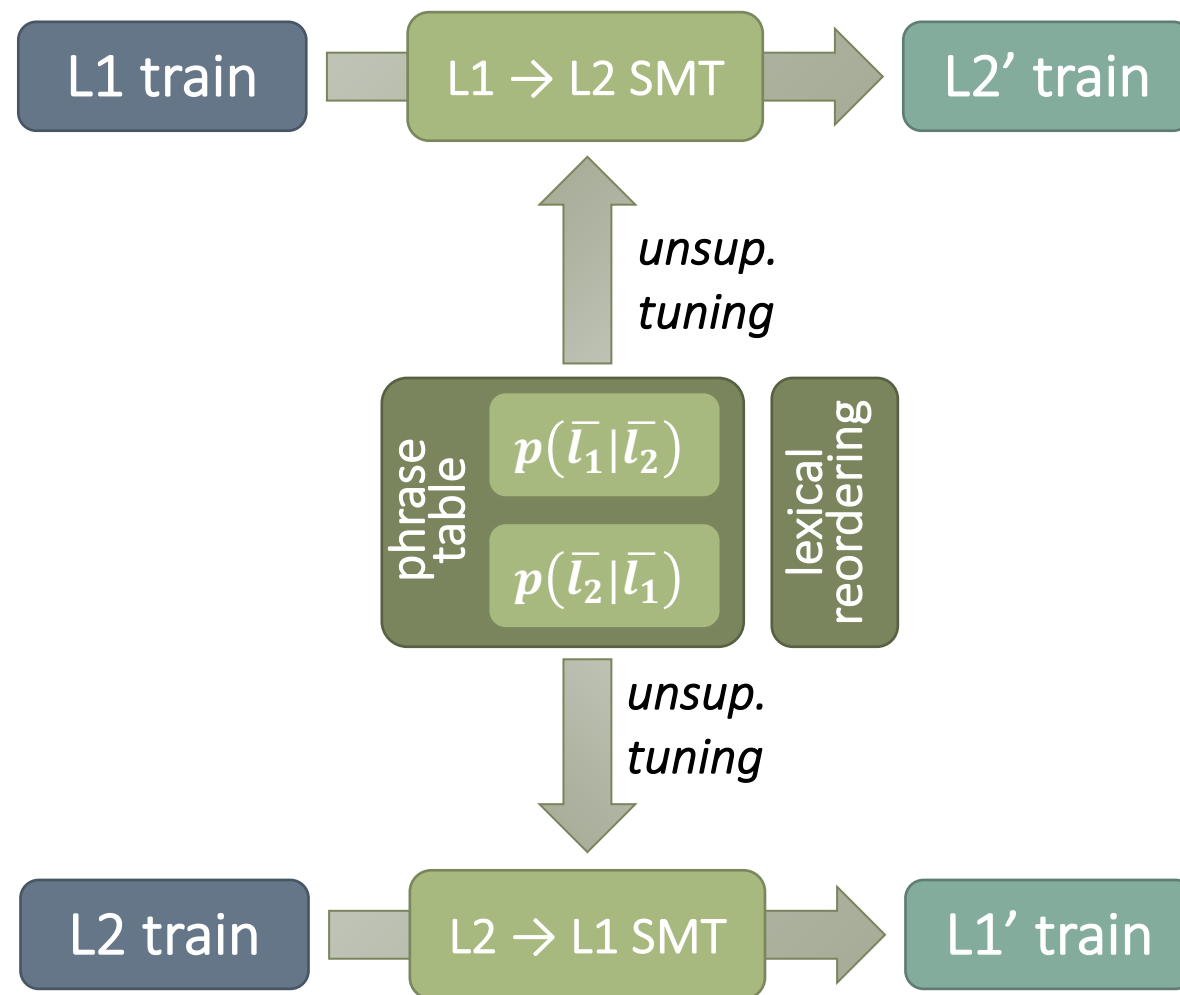 L1 train
L1 → L2 SMT
L2’ train
unsup.
tuning
phrase
table
p(l̅₁|l̅₂)
p(l̅₂|l̅₁)
lexical
reordering
unsup.
tuning
L2 train
L2 → L1 SMT
L1’ train